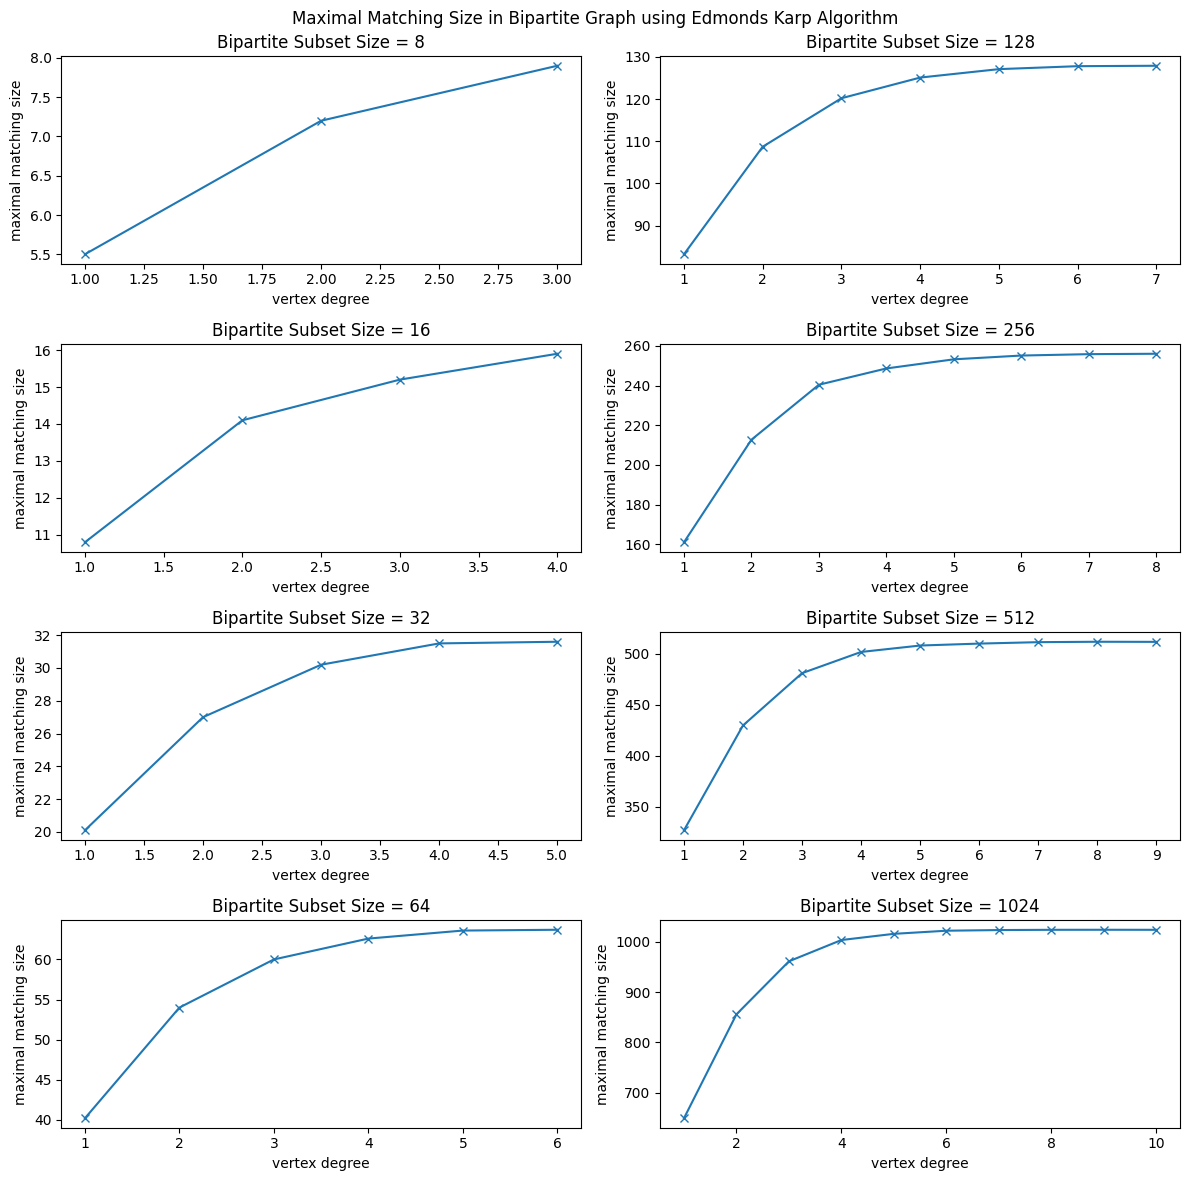 Maximal Matching Size in Bipartite Graph using Edmonds Karp Algorithm
Bipartite Subset Size = 8
maximal matching size
8.0
7.5
7.0
6.5
6.0
5.5
1.00 1.25 1.50 1.75 2.00 2.25 2.50 2.75 3.00
vertex degree
Bipartite Subset Size = 128
maximal matching size
130
120
110
100
90
1 2 3 4 5 6 7
vertex degree
Bipartite Subset Size = 16
maximal matching size
16
15
14
13
12
11
1.0 1.5 2.0 2.5 3.0 3.5 4.0
vertex degree
Bipartite Subset Size = 256
maximal matching size
260
240
220
200
180
160
1 2 3 4 5 6 7 8
vertex degree
Bipartite Subset Size = 32
maximal matching size
32
30
28
26
24
22
20
1.0 1.5 2.0 2.5 3.0 3.5 4.0 4.5 5.0
vertex degree
Bipartite Subset Size = 512
maximal matching size
500
450
400
350
1 2 3 4 5 6 7 8 9
vertex degree
Bipartite Subset Size = 64
maximal matching size
60
55
50
45
40
1 2 3 4 5 6
vertex degree
Bipartite Subset Size = 1024
maximal matching size
1000
900
800
700
2 4 6 8 10
vertex degree